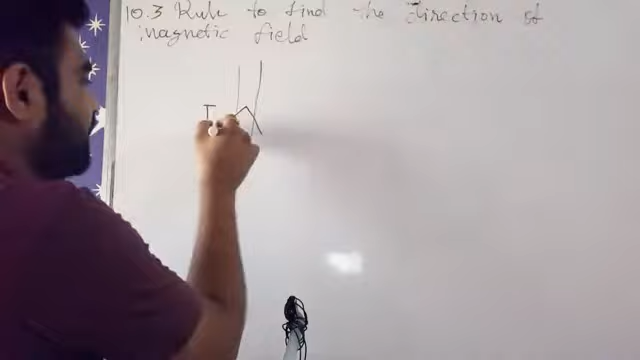 10.3 Rule to find the direction of
magnetic field
I